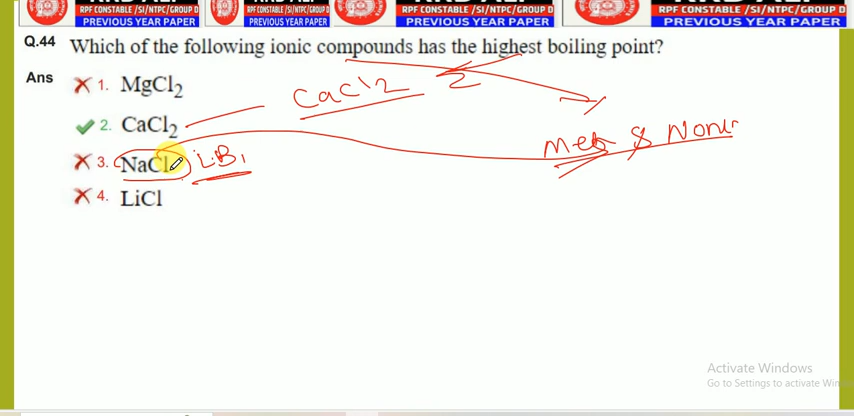 RPF CONSTABLE /SI/NTPC/GROUP D RPF CONSTABLE /SI/NTPC/GROUP D RPF CONSTABLE /SI/NTPC/GROUP D RPF CONSTABLE /SI/NTPC/GROUP D
PREVIOUS YEAR PAPER PREVIOUS YEAR PAPER PREVIOUS YEAR PAPER PREVIOUS YEAR PAPER
Q.44 Which of the following ionic compounds has the highest boiling point?
Ans
1. MgCl₂
CaCl2 2
2. CaCl₂
3. NaCl
4. LiCl
Activate Windows
Go to Settings to activate Win